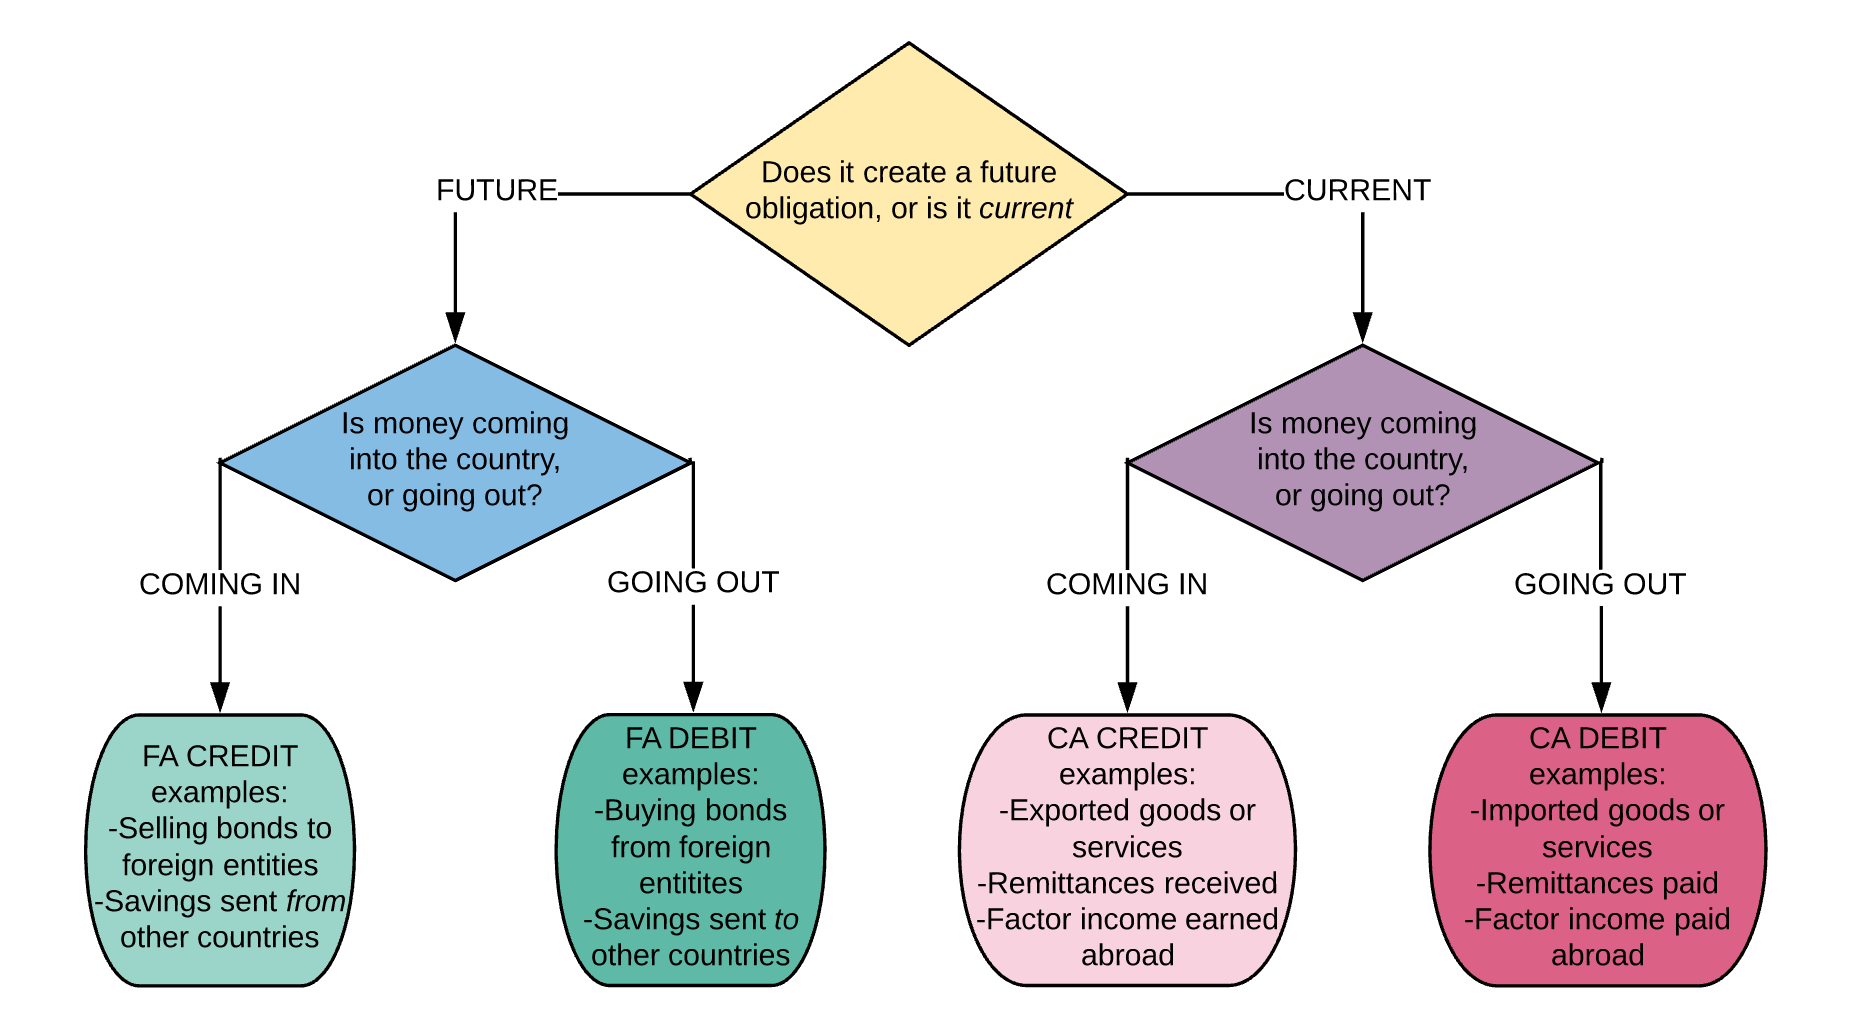 Does it create a future
obligation, or is it current
FUTURE
CURRENT
Is money coming
into the country,
or going out?
Is money coming
into the country,
or going out?
COMING IN
GOING OUT
COMING IN
GOING OUT
FA CREDIT
examples:
-Selling bonds to
foreign entities
-Savings sent from
other countries
FA DEBIT
examples:
-Buying bonds
from foreign
entitites
-Savings sent to
other countries
CA CREDIT
examples:
-Exported goods or
services
-Remittances received
-Factor income earned
abroad
CA DEBIT
examples:
-Imported goods or
services
-Remittances paid
-Factor income paid
abroad